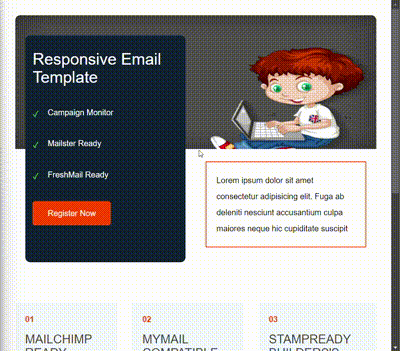 Responsive Email
Template
✓ Campaign Monitor
✓ Mailster Ready
✓ FreshMail Ready
Register Now
Lorem ipsum dolor sit amet
consectetur adipisicing elit. Fuga ab
deleniti nesciunt accusantium culpa
maiores neque hic cupiditate suscipit
01
MAILCHIMP
READY
02
MYMAIL
COMPATIBLE
03
STAMPREADY